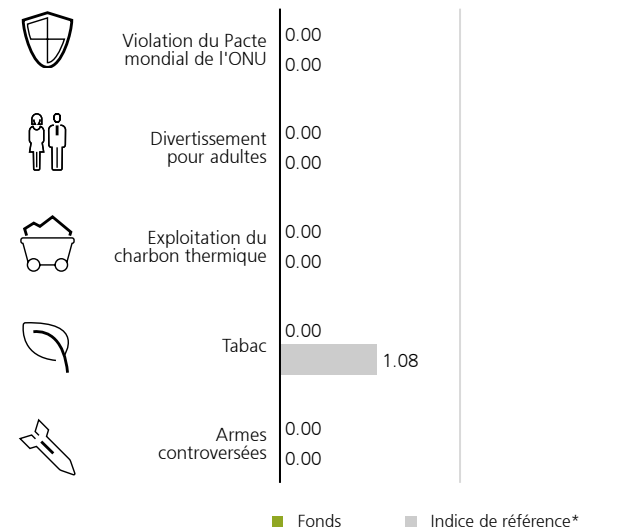 Violation du Pacte
mondial de l'ONU
0.00
0.00
Divertissement
pour adultes
0.00
0.00
Exploitation du
charbon thermique
0.00
0.00
Tabac
0.00
1.08
Armes
controversées
0.00
0.00
Fonds
Indice de référence*